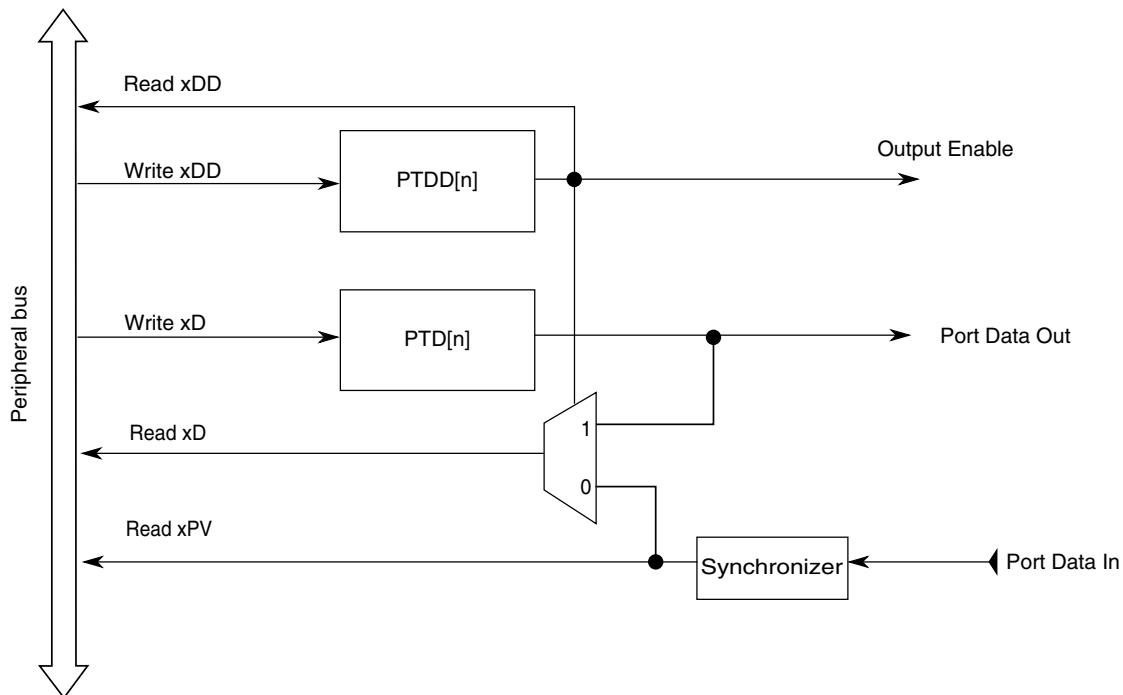 Read xDD
Output Enable
Write xDD
PTDD[n]
Peripheral bus
Write xD
PTD[n]
Port Data Out
1
Read xD
0
Read xPV
Synchronizer
Port Data In